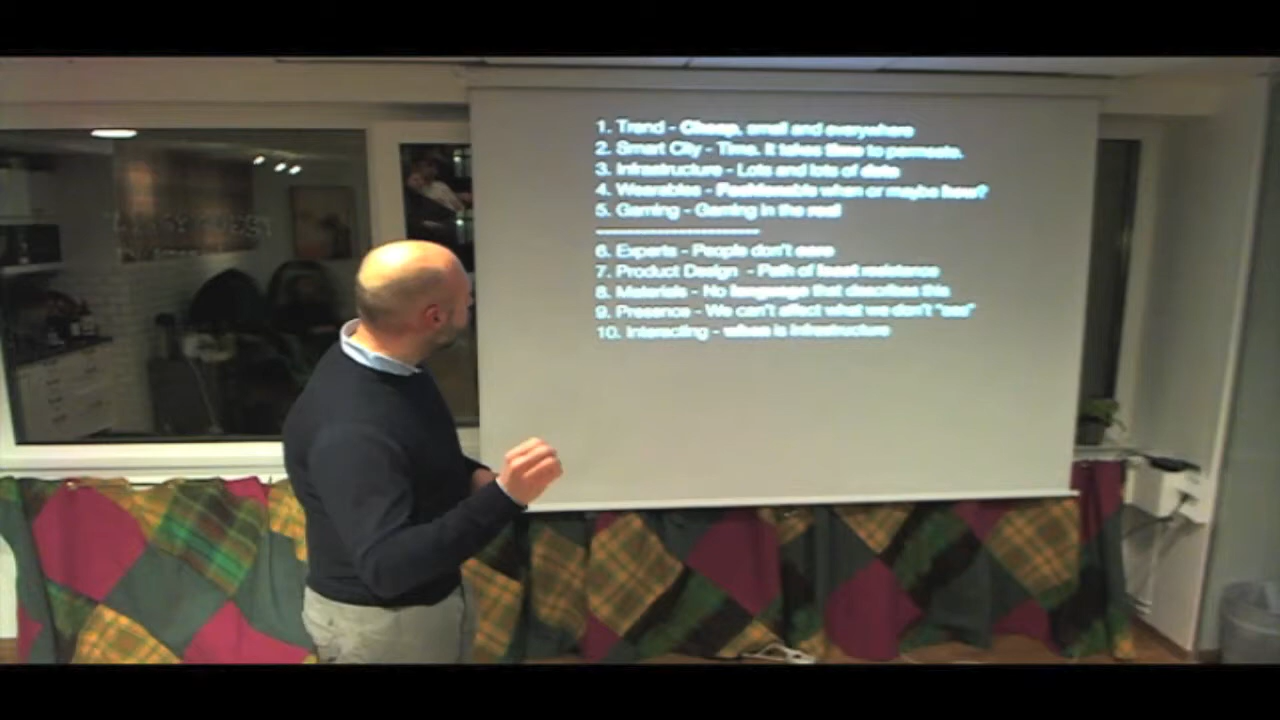 1. Trend - Cheap, small and everywhere
2. Smart City - Time. It takes time to permeate.
3. Infrastructure - Lots and lots of data
4. Wearables - Fashionable when or maybe how?
5. Gaming - Gaming in the real
--------------------------
6. Experts - People don't care
7. Product Design - Path of least resistence
8. Materials - No language that describes this
9. Presence - We can't affect what we don't "see"
10. Interacting - when is infrastructure